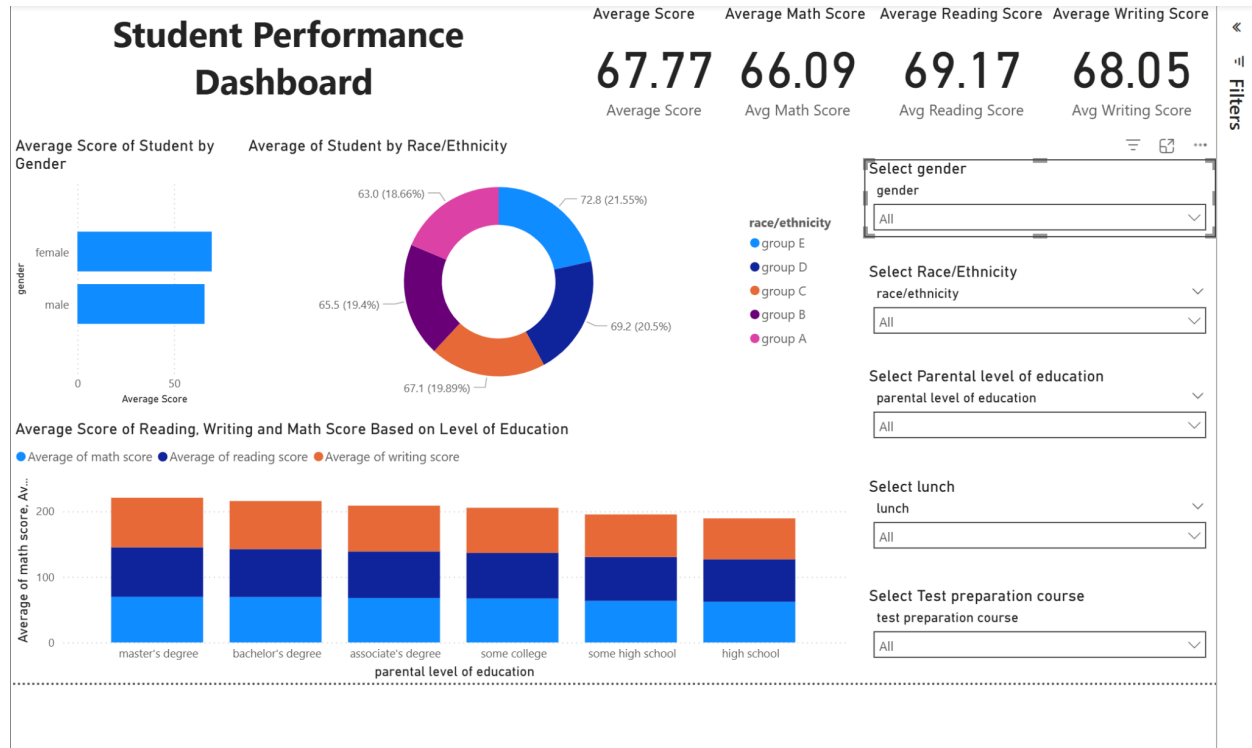 Student Performance
Dashboard
Average Score
Average Math Score
Average Reading Score
Average Writing Score
67.77
66.09
69.17
68.05
Average Score
Avg Math Score
Avg Reading Score
Avg Writing Score
Filters
Average Score of Student by
Gender
female
male
gender
0
50
Average Score
Average of Student by Race/Ethnicity
63.0 (18.66%)
72.8 (21.55%)
65.5 (19.4%)
69.2 (20.5%)
67.1 (19.89%)
race/ethnicity
group E
group D
group C
group B
group A
Select gender
gender
All
Select Race/Ethnicity
race/ethnicity
All
Select Parental level of education
parental level of education
All
Select lunch
lunch
All
Select Test preparation course
test preparation course
All
Average Score of Reading, Writing and Math Score Based on Level of Education
Average of math score
Average of reading score
Average of writing score
Average of math score, Av...
200
100
0
master's degree
bachelor's degree
associate's degree
some college
some high school
high school
parental level of education